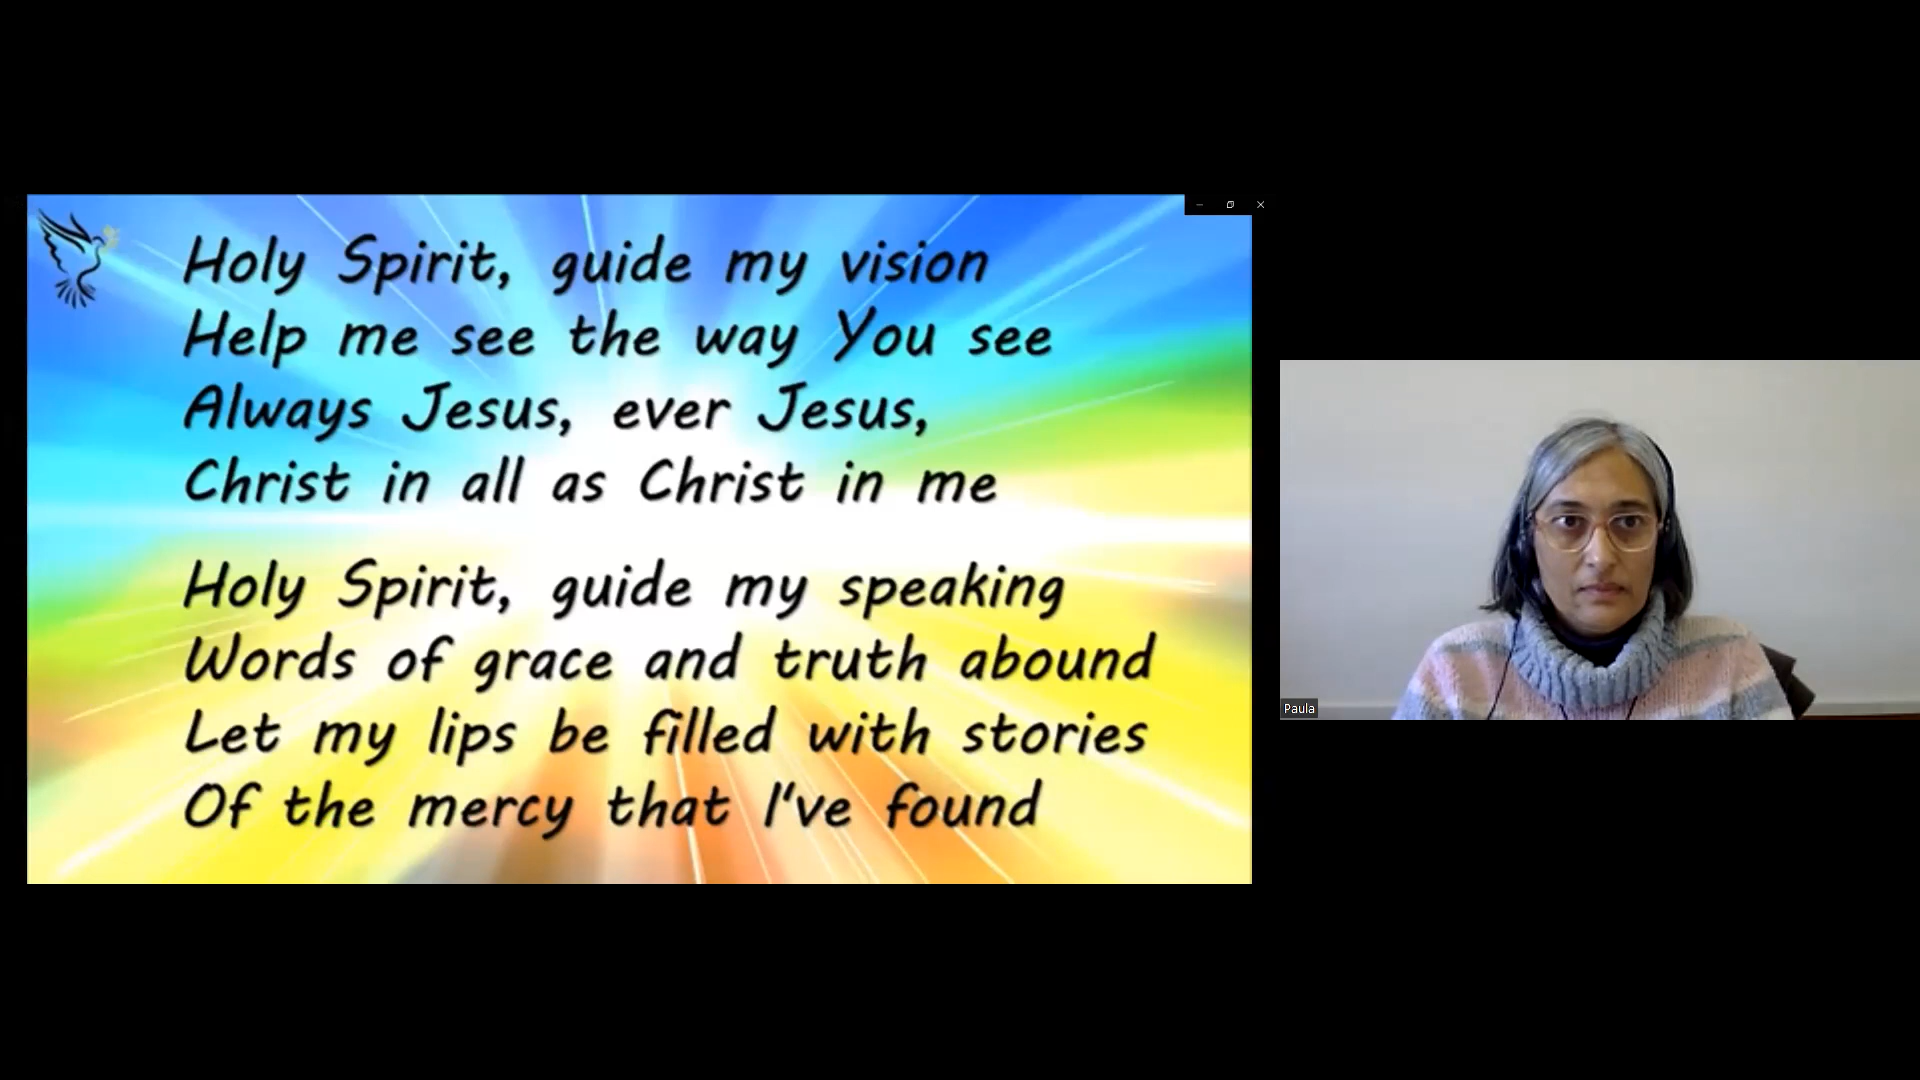 Holy Spirit, guide my vision
Help me see the way You see
Always Jesus, ever Jesus,
Christ in all as Christ in me
Holy Spirit, guide my speaking
Words of grace and truth abound
Let my lips be filled with stories
Of the mercy that I've found
Paula